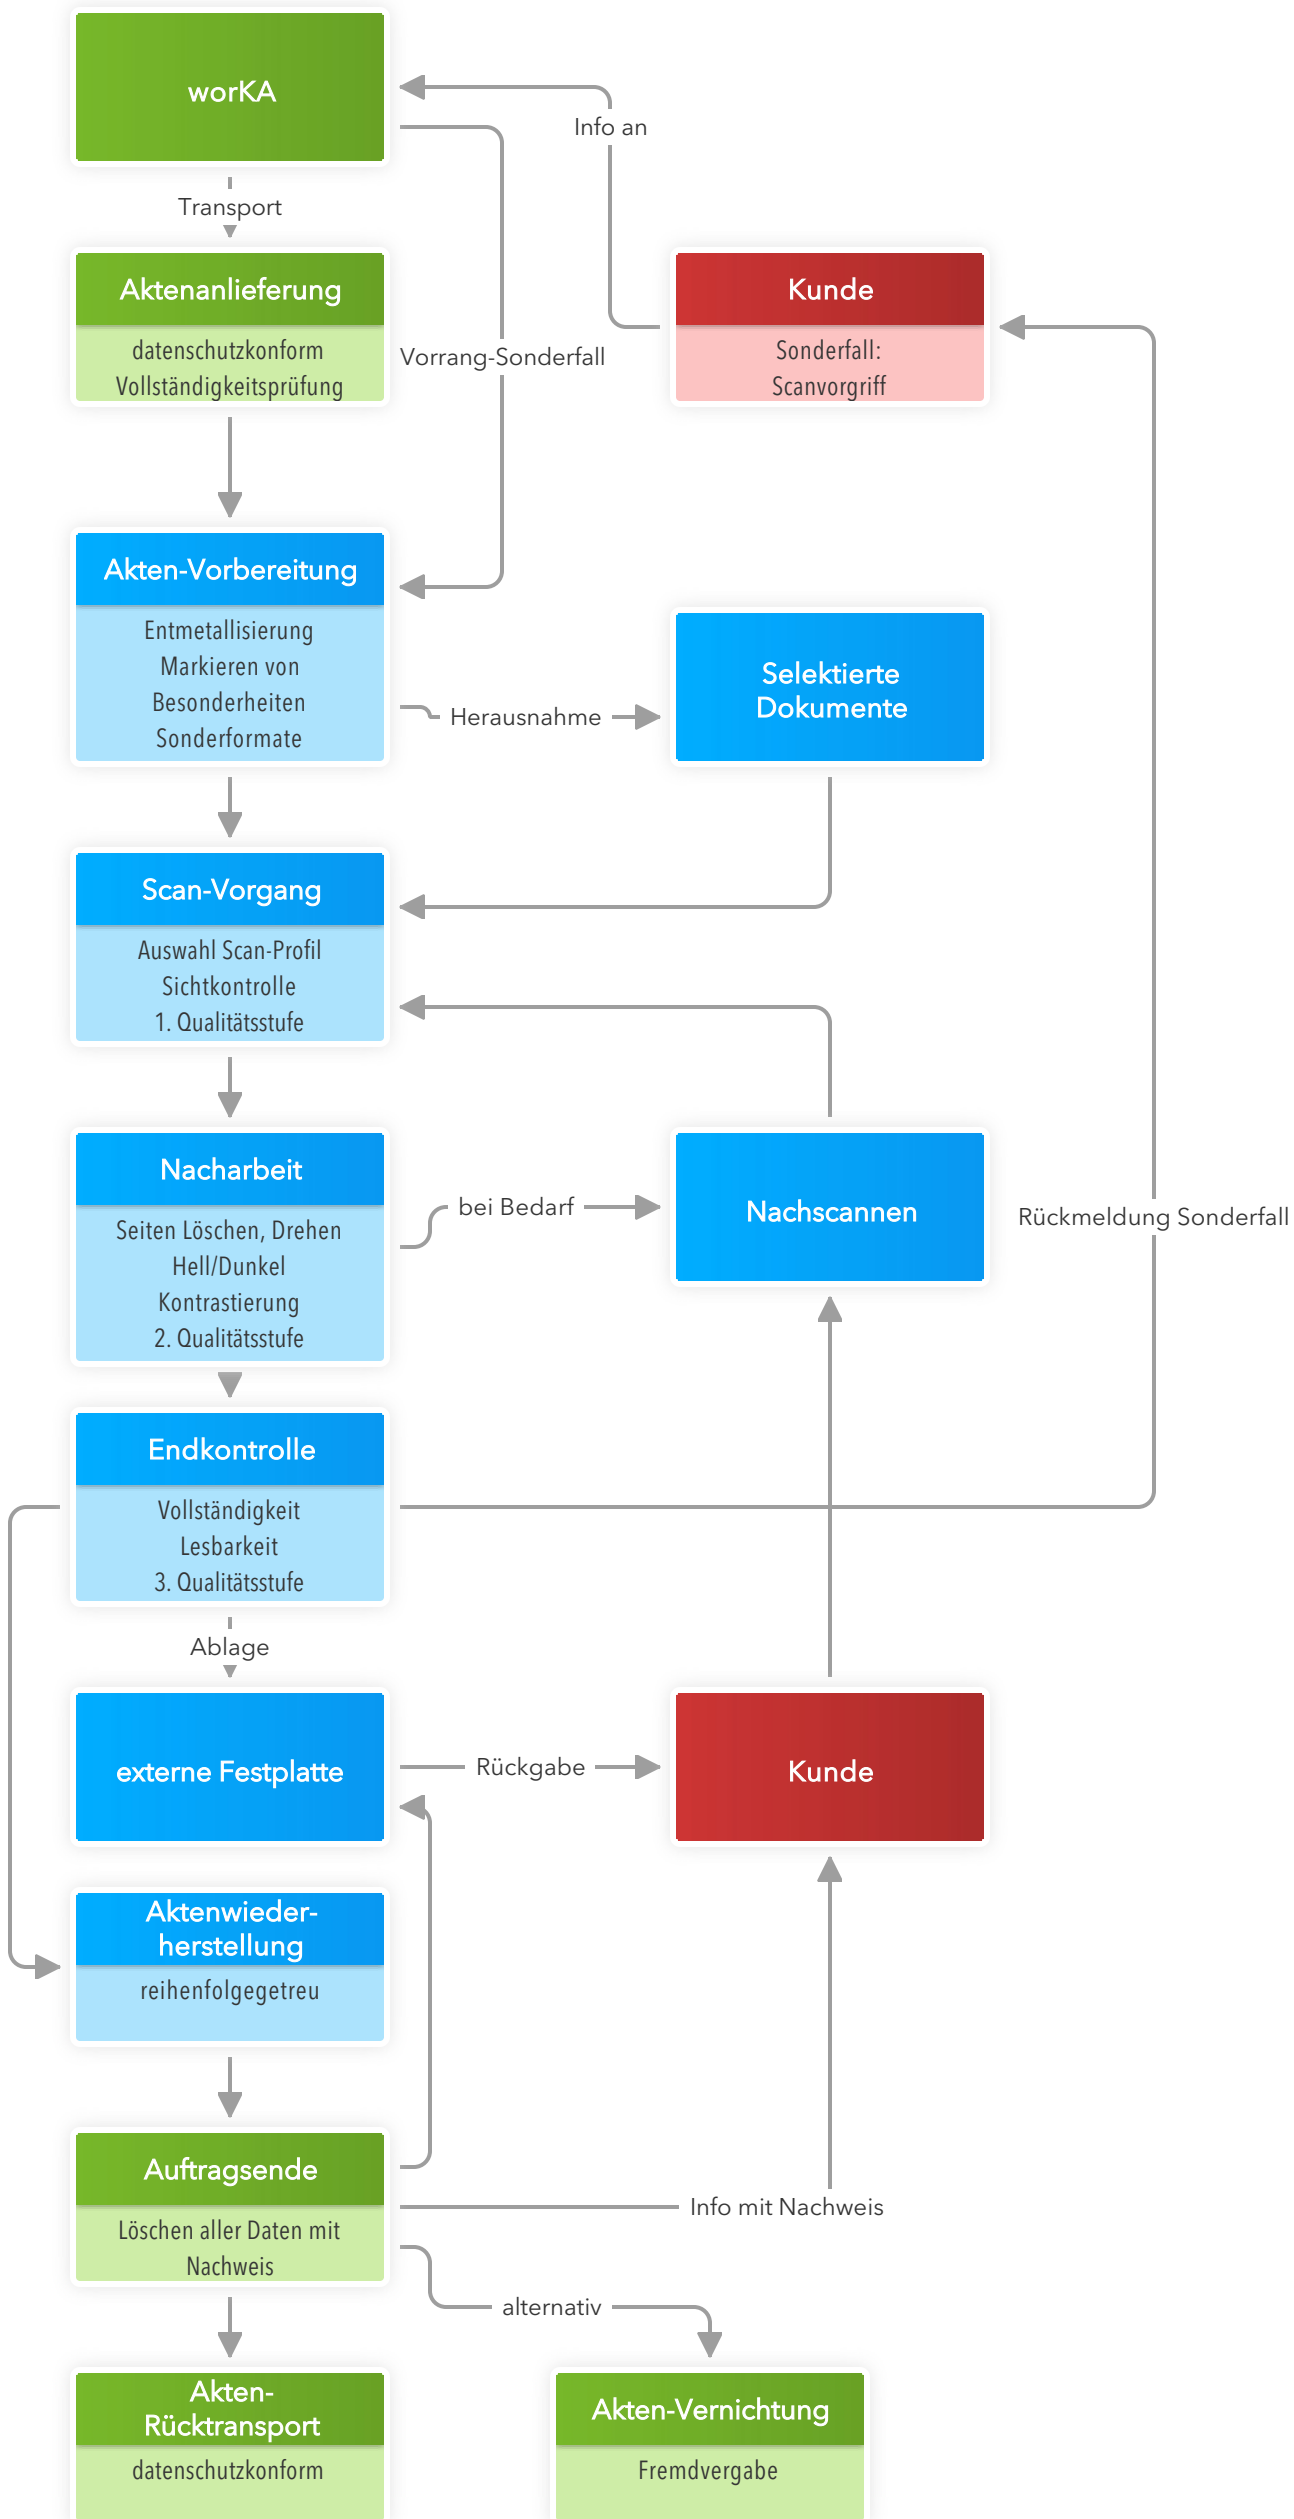 worKA
Info an
Transport
Aktenanlieferung
datenschutzkonform
Vollständigkeitsprüfung
Vorrang-Sonderfall
Kunde
Sonderfall:
Scanvorgriff
Akten-Vorbereitung
Entmetallisierung
Markieren von
Besonderheiten
Sonderformate
Herausnahme
Selektierte
Dokumente
Scan-Vorgang
Auswahl Scan-Profil
Sichtkontrolle
1. Qualitätsstufe
Nacharbeit
Seiten Löschen, Drehen
Hell/Dunkel
Kontrastierung
2. Qualitätsstufe
bei Bedarf
Nachscannen
Rückmeldung Sonderfall
Endkontrolle
Vollständigkeit
Lesbarkeit
3. Qualitätsstufe
Ablage
externe Festplatte
Rückgabe
Kunde
Aktenwieder-
herstellung
reihenfolgegetreu
Auftragsende
Löschen aller Daten mit
Nachweis
Info mit Nachweis
alternativ
Akten-
Rücktransport
datenschutzkonform
Akten-Vernichtung
Fremdvergabe